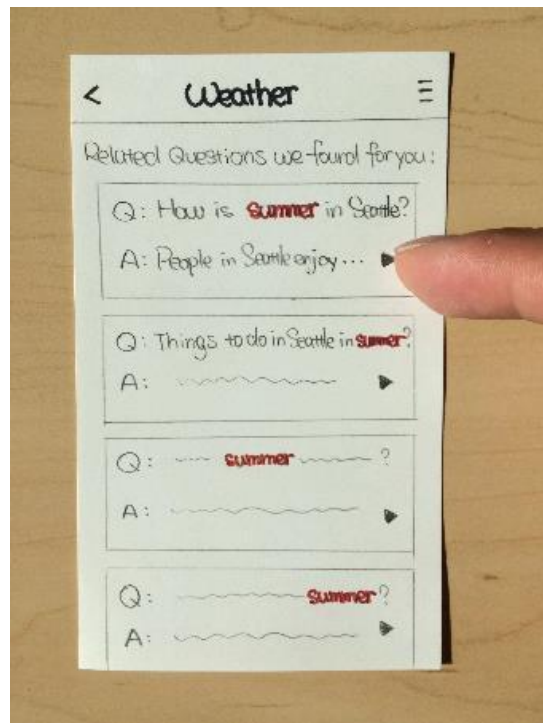 < Weather
Related Questions we found for you:
Q: How is summer in Seattle?
A: People in Seattle enjoy...
Q: Things to do in Seattle in summer?
A:
Q: summer ?
A:
Q: summer?
A: